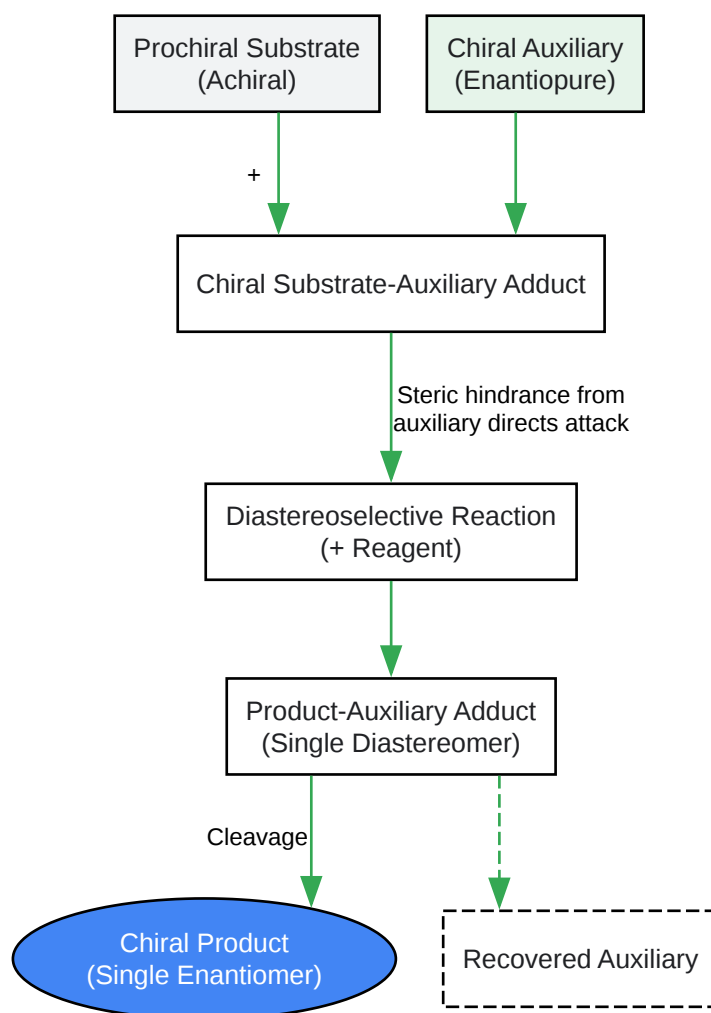 Prochiral Substrate
(Achiral)
Chiral Auxiliary
(Enantiopure)
+
Chiral Substrate-Auxiliary Adduct
Steric hindrance from
auxiliary directs attack
Diastereoselective Reaction
(+ Reagent)
Product-Auxiliary Adduct
(Single Diastereomer)
Cleavage
Chiral Product
(Single Enantiomer)
Recovered Auxiliary